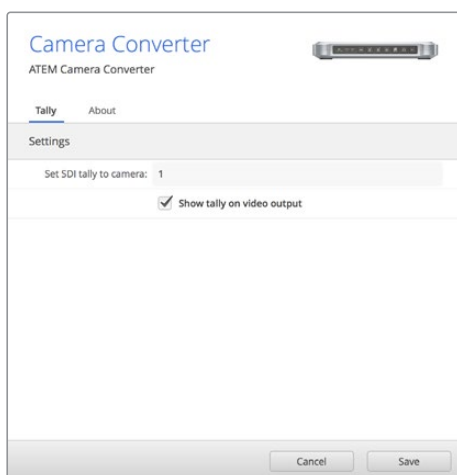 Camera Converter
ATEM Camera Converter
Tally About
Settings
Set SDI tally to camera: 1
Show tally on video output
Cancel Save